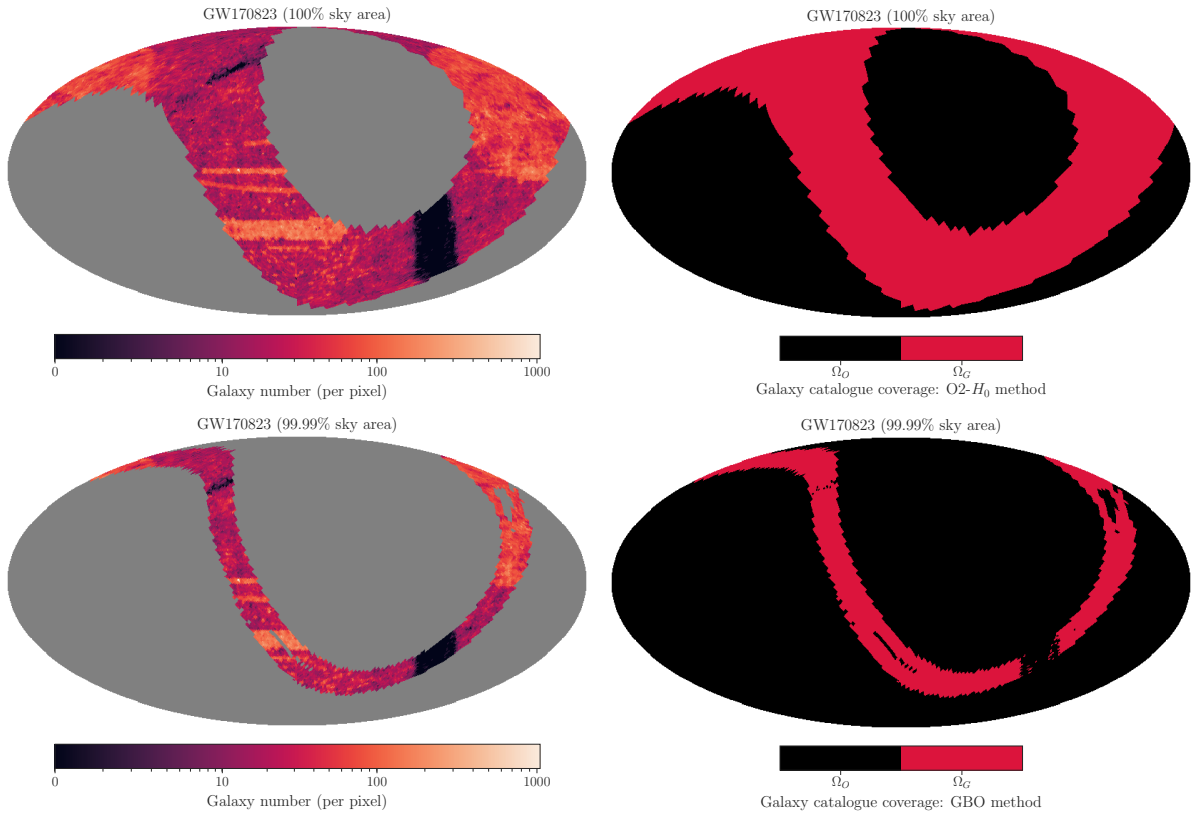 GW170823 (100% sky area)
GW170823 (100% sky area)
0 10 100 1000
Galaxy number (per pixel)
Ω_O Ω_G
Galaxy catalogue coverage: O2-H₀ method
GW170823 (99.99% sky area)
GW170823 (99.99% sky area)
0 10 100 1000
Galaxy number (per pixel)
Ω_O Ω_G
Galaxy catalogue coverage: GBO method